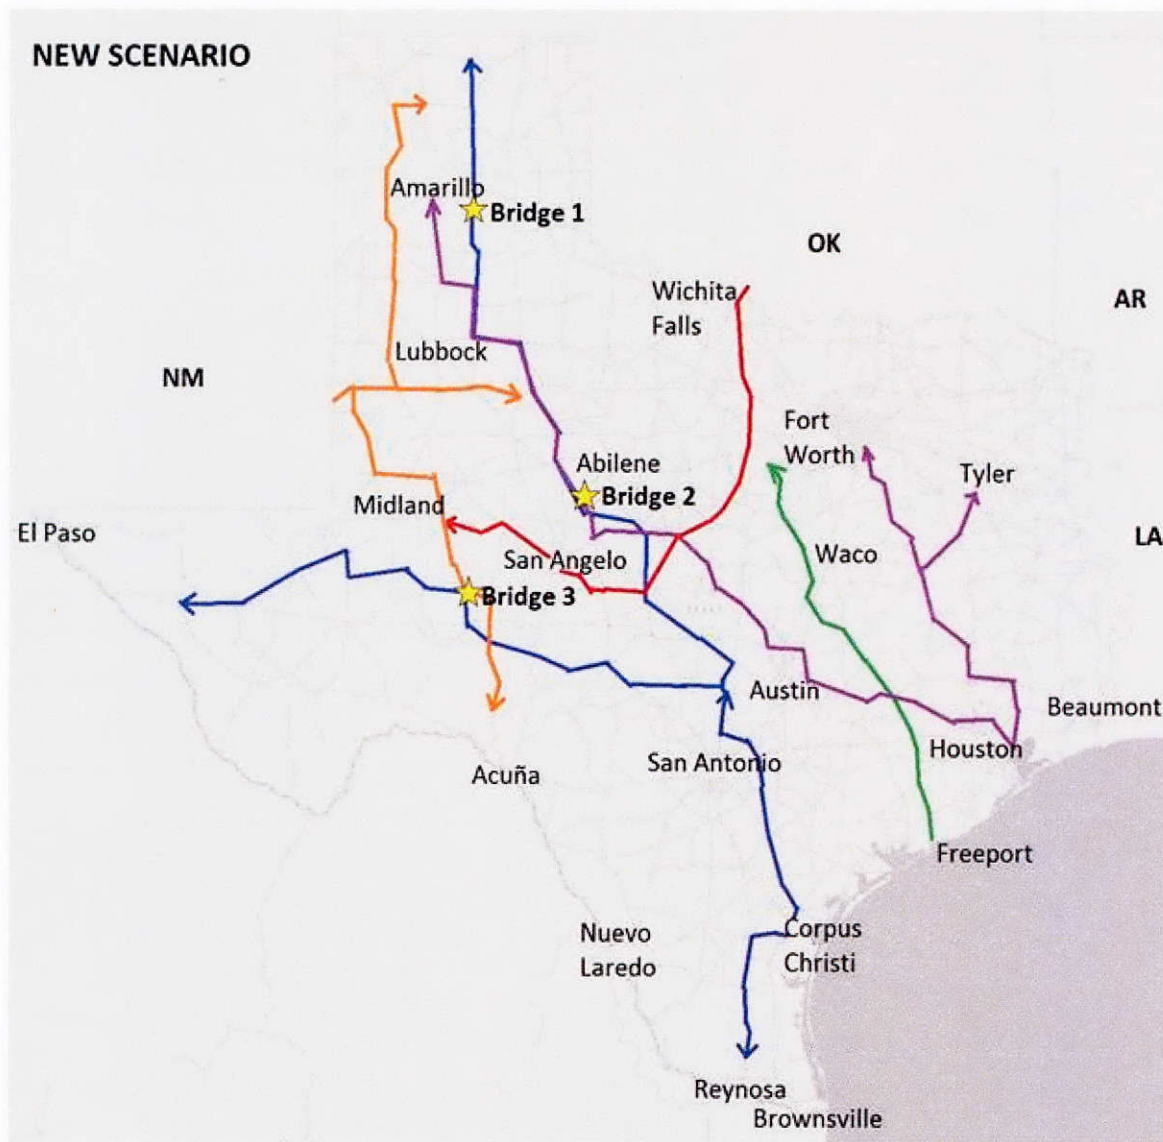 NEW SCENARIO
Amarillo
Bridge 1
OK
Wichita
Falls
AR
Lubbock
NM
Fort
Worth
Abilene
Tyler
Bridge 2
Midland
El Paso
LA
San Angelo
Waco
Bridge 3
Austin
Beaumont
Houston
San Antonio
Acuña
Freeport
Nuevo
Laredo
Corpus
Christi
Reynosa
Brownsville